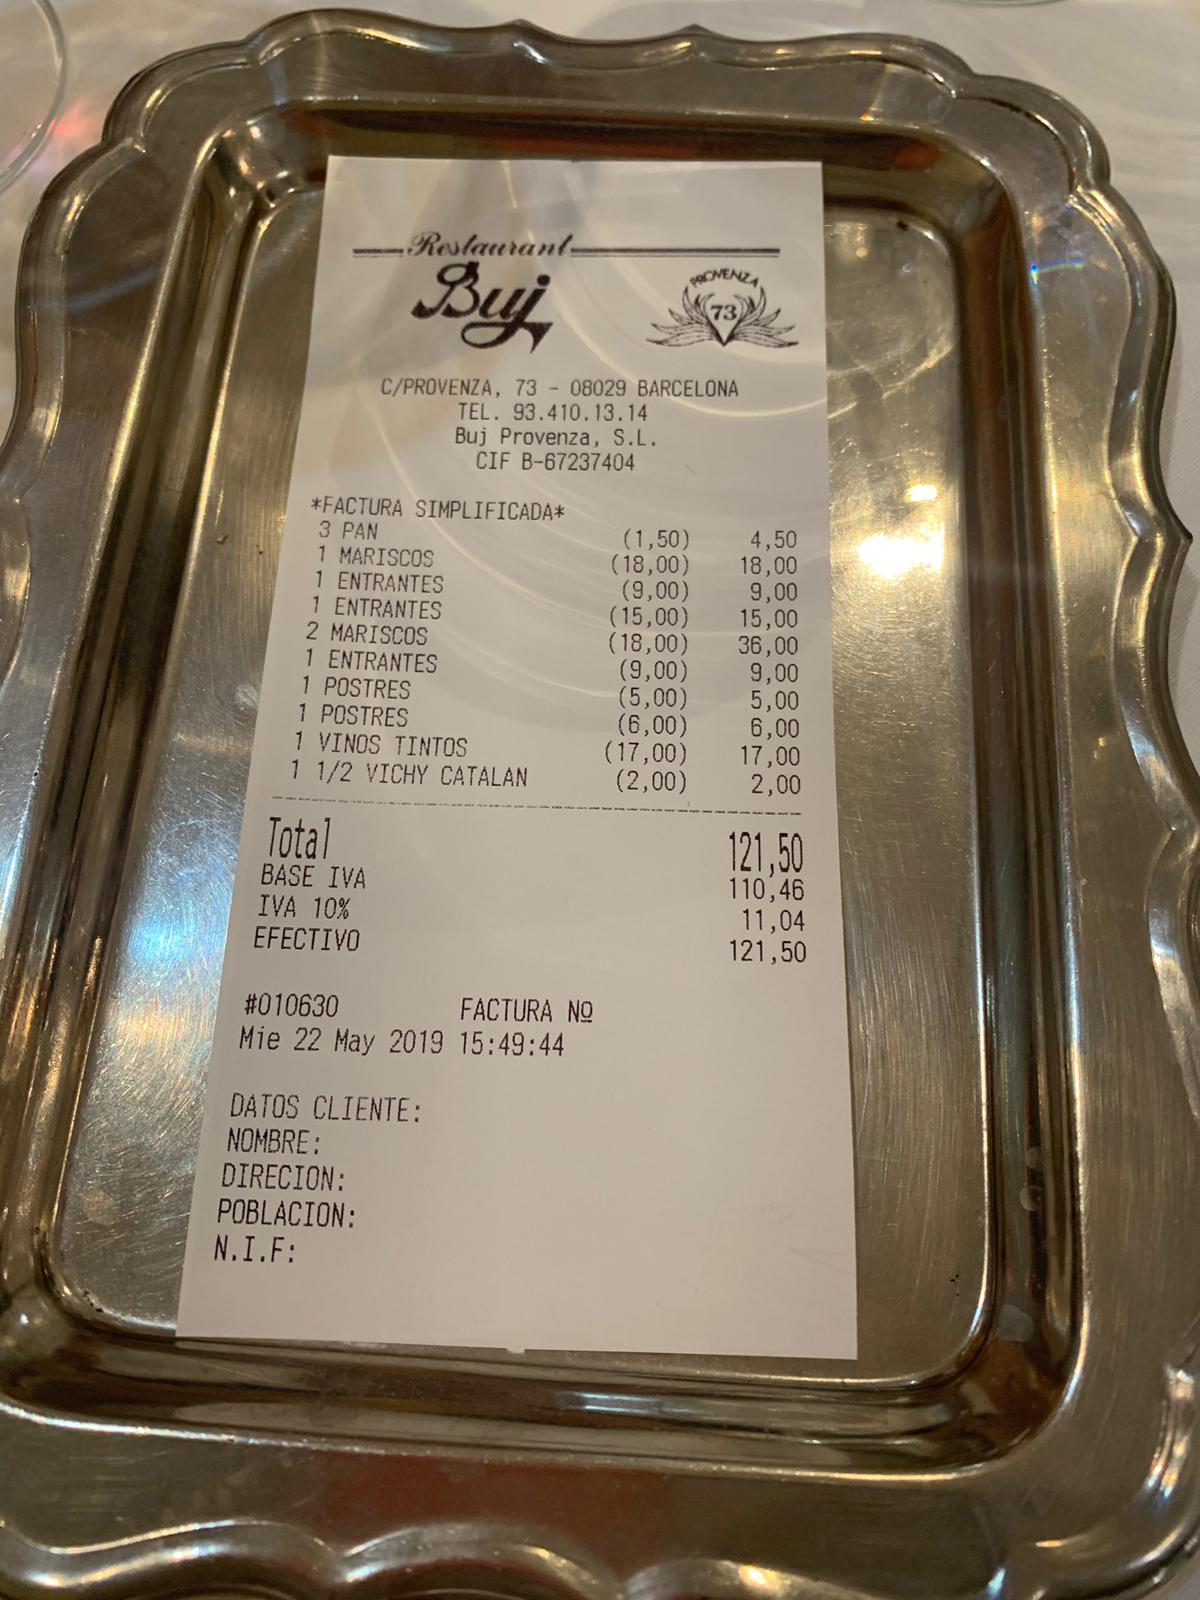 Restaurant
Buj
PROVENZA
73
C/PROVENZA, 73 - 08029 BARCELONA
TEL. 93.410.13.14
Buj Provenza, S.L.
CIF B-67237404
*FACTURA SIMPLIFICADA*
3 PAN (1,50) 4,50
1 MARISCOS (18,00) 18,00
1 ENTRANTES (9,00) 9,00
1 ENTRANTES (15,00) 15,00
2 MARISCOS (18,00) 36,00
1 ENTRANTES (9,00) 9,00
1 POSTRES (5,00) 5,00
1 POSTRES (6,00) 6,00
1 VINOS TINTOS (17,00) 17,00
1 1/2 VICHY CATALAN (2,00) 2,00
Total 121,50
BASE IVA 110,46
IVA 10% 11,04
EFECTIVO 121,50
#010630 FACTURA Nº
Mie 22 May 2019 15:49:44
DATOS CLIENTE:
NOMBRE:
DIRECION:
POBLACION:
N.I.F: